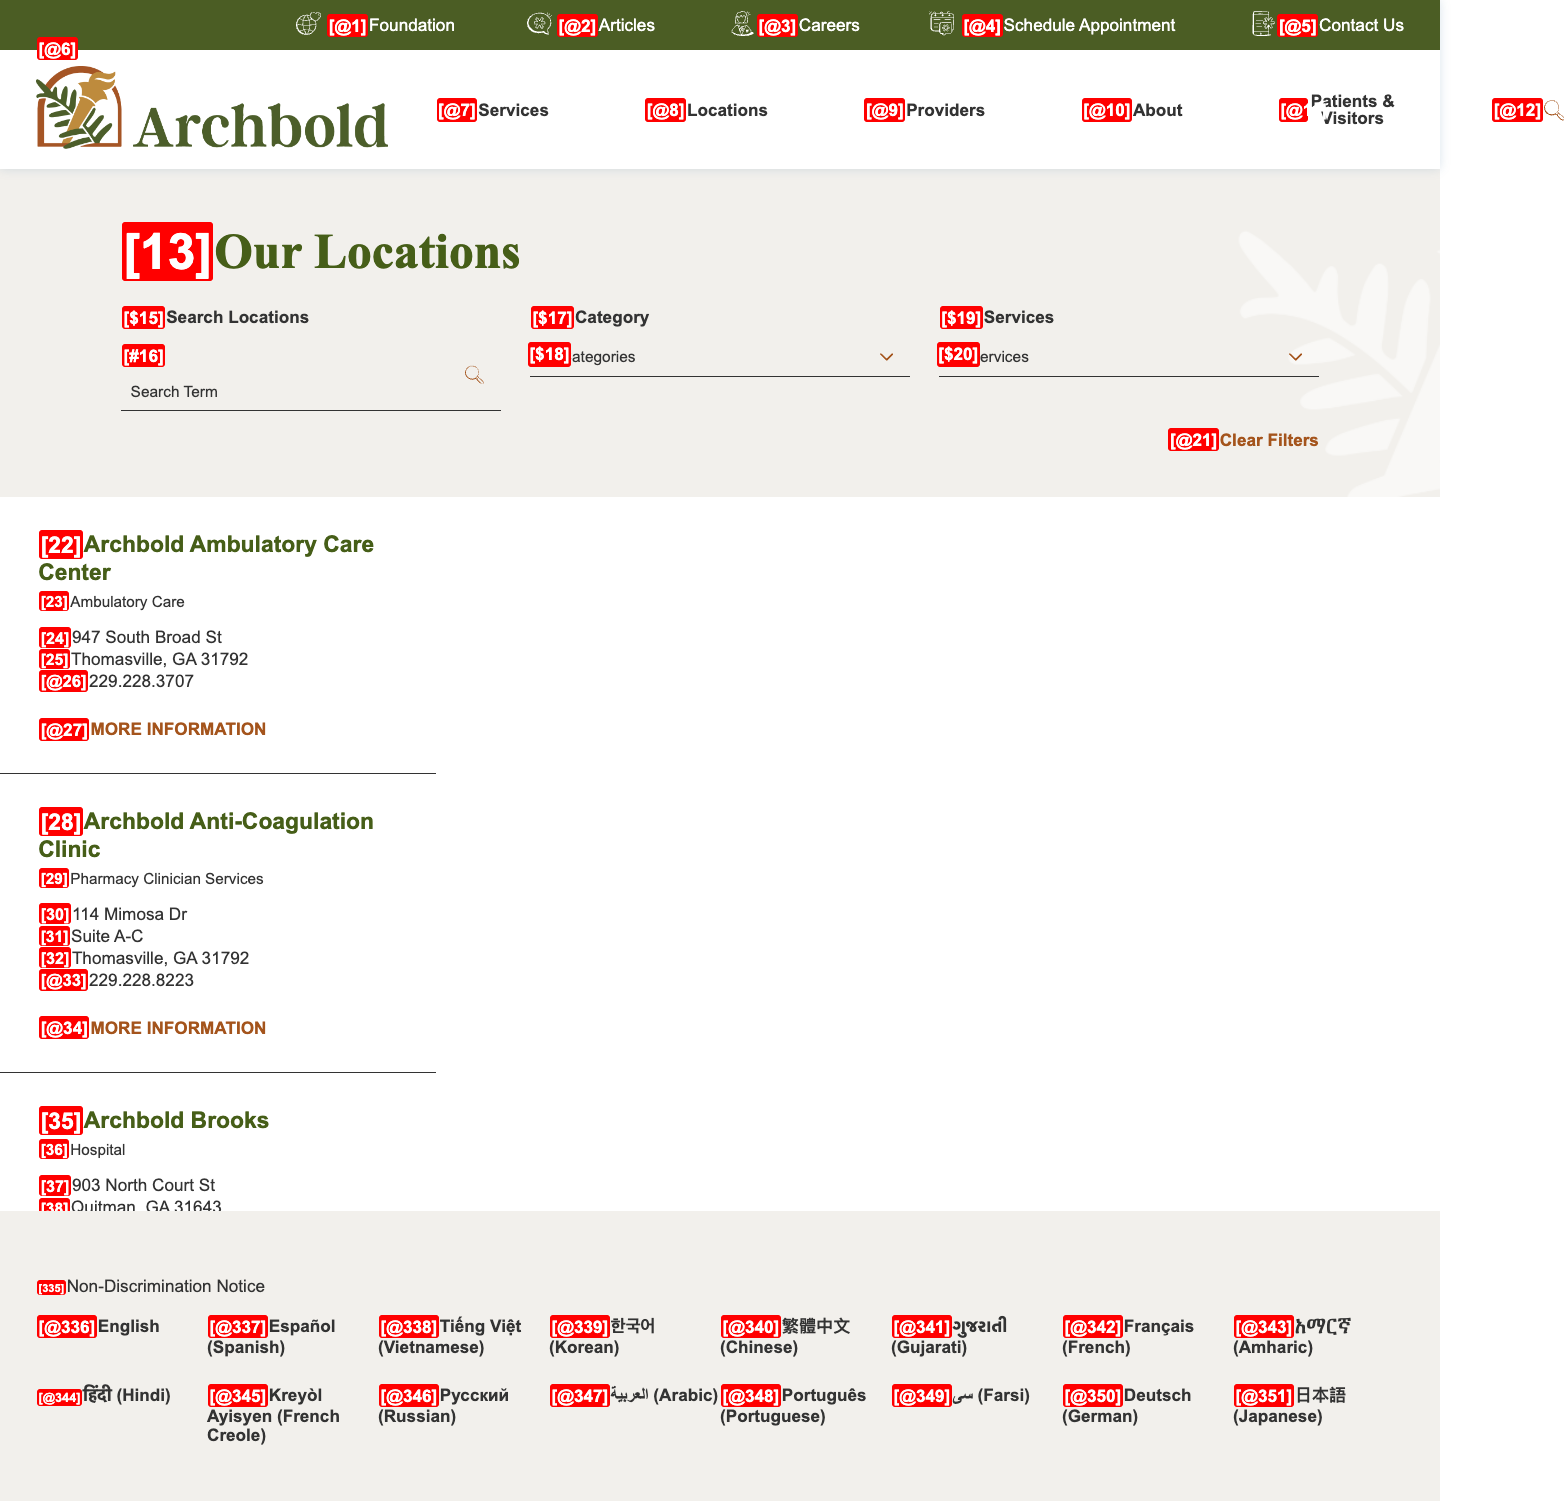 [@1]Foundation
[@2]Articles
[@3]Careers
[@4]Schedule Appointment
[@5]Contact Us
[@6]
Archbold
[@7]Services
[@8]Locations
[@9]Providers
[@10]About
Patients &
Visitors
[@12]
[13]Our Locations
[$15]Search Locations
[#16]
Search Term
[$17]Category
[$18]ategories
[$19]Services
[$20]ervices
[@21]Clear Filters
[22]Archbold Ambulatory Care
Center
[23]Ambulatory Care
[24]947 South Broad St
[25]Thomasville, GA 31792
[@26]229.228.3707
[@27]MORE INFORMATION
[28]Archbold Anti-Coagulation
Clinic
[29]Pharmacy Clinician Services
[30]114 Mimosa Dr
[31]Suite A-C
[32]Thomasville, GA 31792
[@33]229.228.8223
[@34]MORE INFORMATION
[35]Archbold Brooks
[36]Hospital
[37]903 North Court St
[38]Quitman, GA 31643
[335]Non-Discrimination Notice
[@336]English
[@337]Español
(Spanish)
[@338]Tiếng Việt
(Vietnamese)
[@339]한국어
(Korean)
[@340]繁體中文
(Chinese)
[@341]ગુજરાતી
(Gujarati)
[@342]Français
(French)
[@343]አማርኛ
(Amharic)
[@344]हिंदी (Hindi)
[@345]Kreyòl
Ayisyen (French
Creole)
[@346]Русский
(Russian)
[@347]العربية (Arabic)
[@348]Português
(Portuguese)
[@349]سی (Farsi)
[@350]Deutsch
(German)
[@351]日本語
(Japanese)